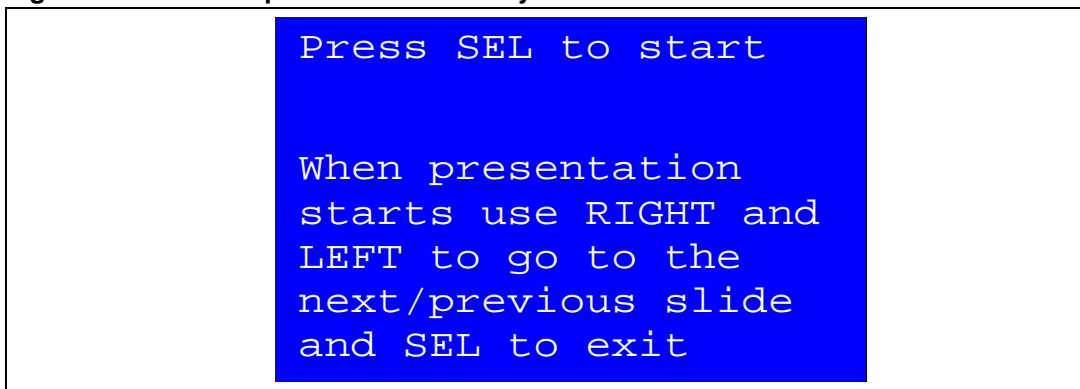 Press SEL to start
When presentation
starts use RIGHT and
LEFT to go to the
next/previous slide
and SEL to exit